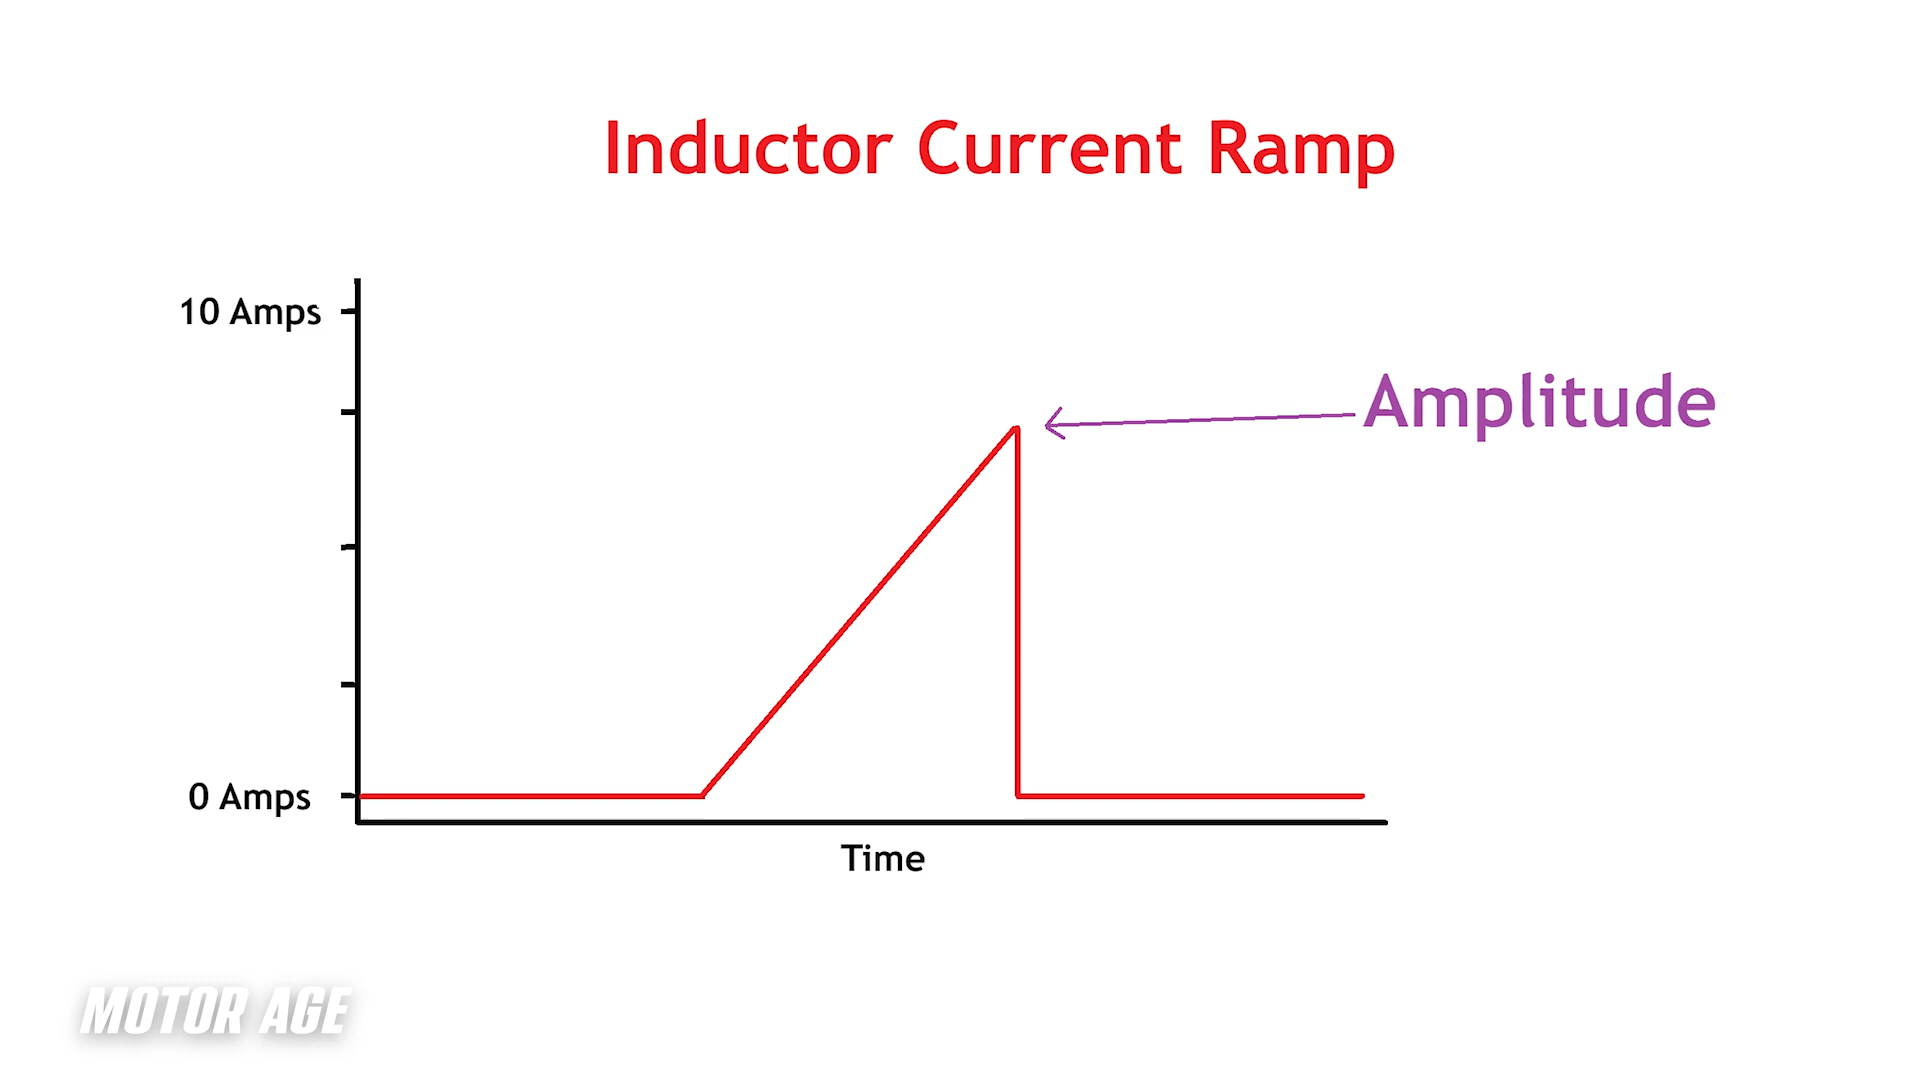 Inductor Current Ramp
10 Amps
Amplitude
0 Amps
Time
MOTOR AGE